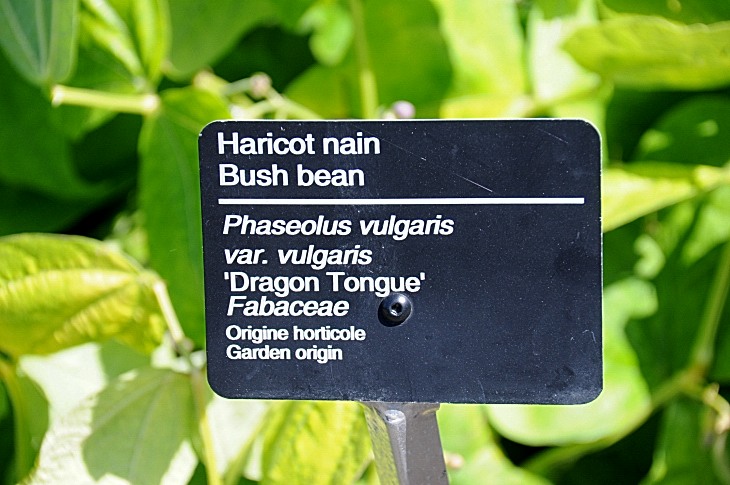 Haricot nain
Bush bean
Phaseolus vulgaris
var. vulgaris
'Dragon Tongue'
Fabaceae
Origine horticole
Garden origin